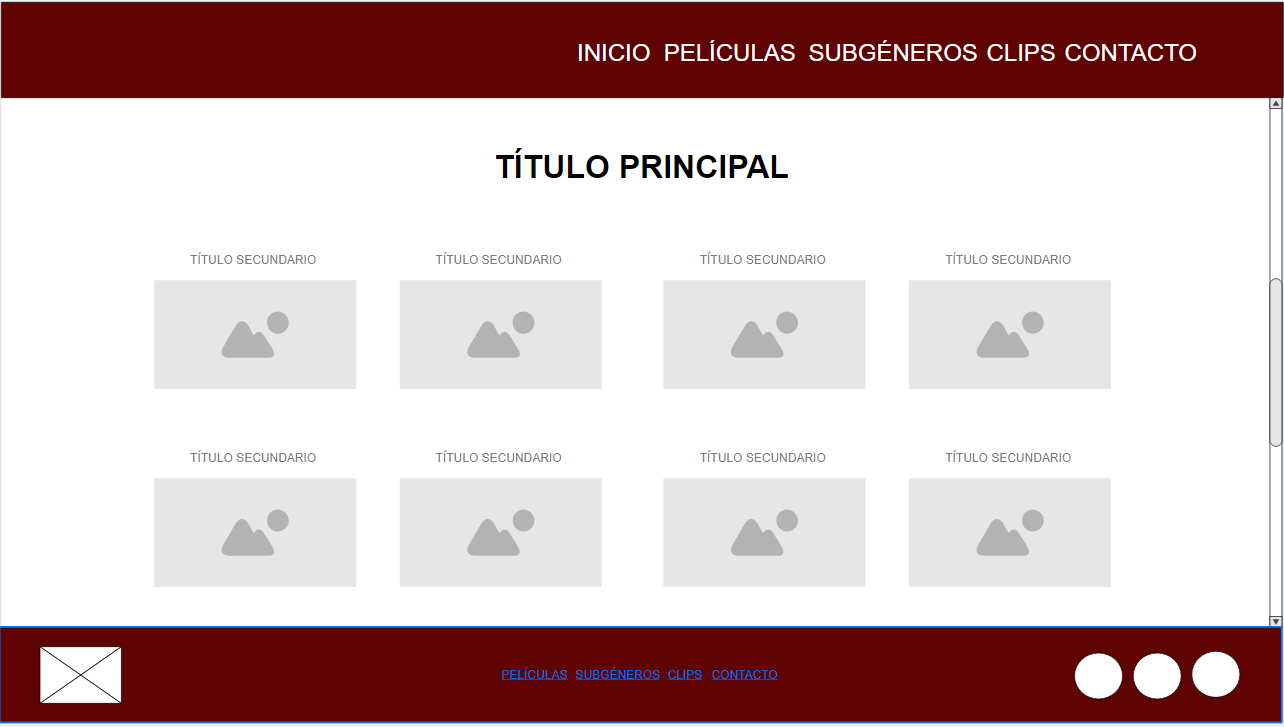 INICIO PELÍCULAS SUBGÉNEROS CLIPS CONTACTO
TÍTULO PRINCIPAL
TÍTULO SECUNDARIO TÍTULO SECUNDARIO TÍTULO SECUNDARIO TÍTULO SECUNDARIO
TÍTULO SECUNDARIO TÍTULO SECUNDARIO TÍTULO SECUNDARIO TÍTULO SECUNDARIO
PELÍCULAS SUBGÉNEROS CLIPS CONTACTO